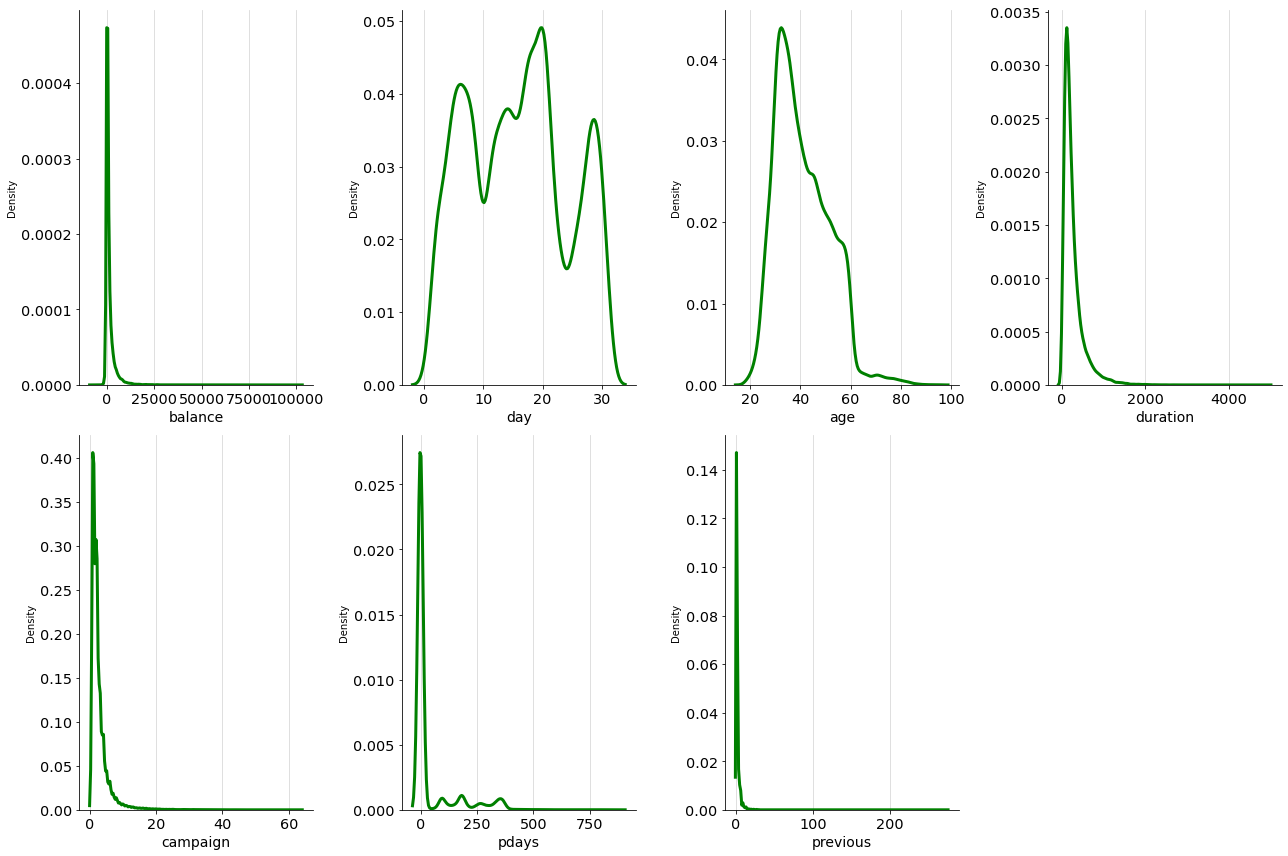 0.0004
0.0003
0.0002
0.0001
0.0000
Density
0 25000 50000 75000 100000
balance
0.05
0.04
0.03
0.02
0.01
0.00
Density
0 10 20 30
day
0.04
0.03
0.02
0.01
0.00
Density
20 40 60 80 100
age
0.0035
0.0030
0.0025
0.0020
0.0015
0.0010
0.0005
0.0000
Density
0 2000 4000
duration
0.40
0.35
0.30
0.25
0.20
0.15
0.10
0.05
0.00
Density
0 20 40 60
campaign
0.025
0.020
0.015
0.010
0.005
0.000
Density
0 250 500 750
pdays
0.14
0.12
0.10
0.08
0.06
0.04
0.02
0.00
Density
0 100 200
previous